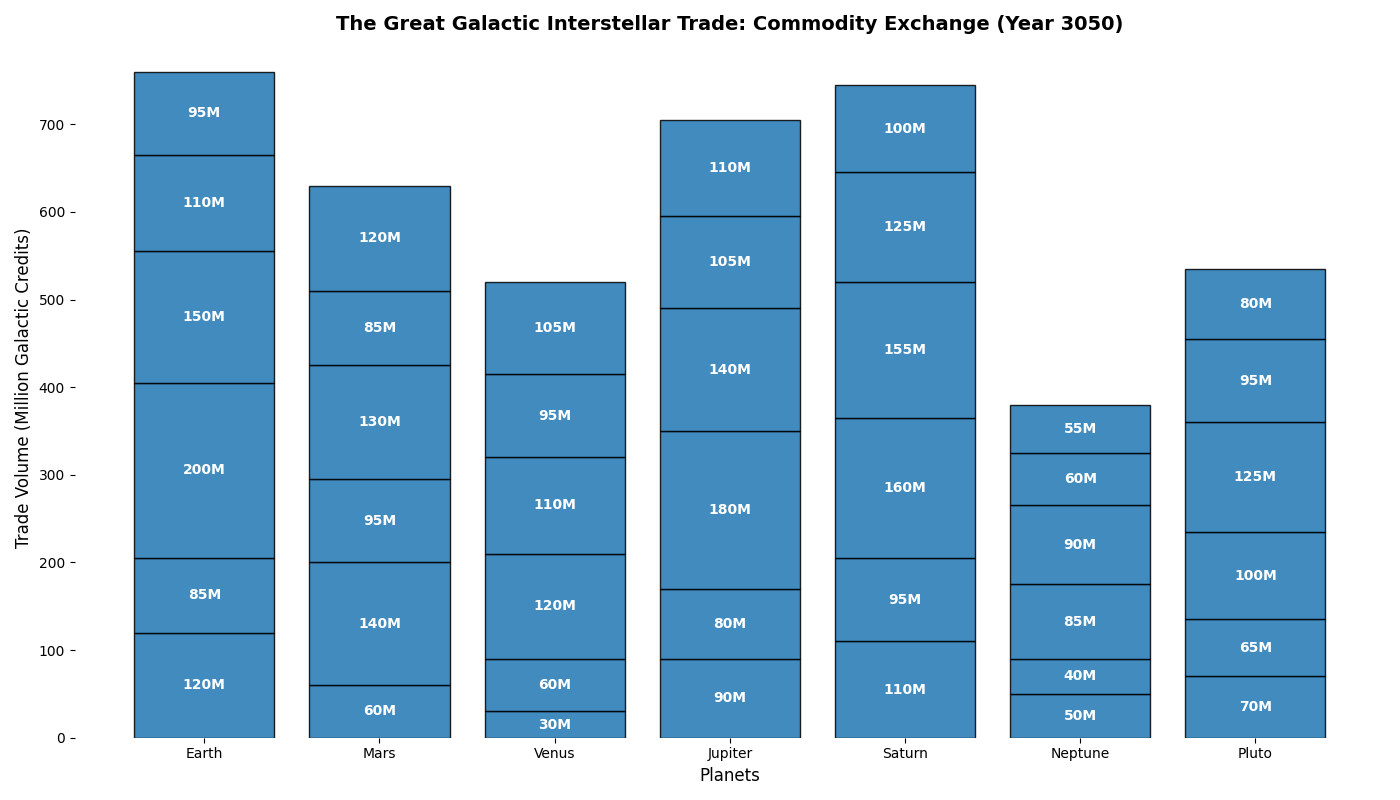 The Great Galactic Interstellar Trade: Commodity Exchange (Year 3050)
Trade Volume (Million Galactic Credits)
700
600
500
400
300
200
100
0
95M
110M
150M
200M
85M
120M
120M
85M
130M
95M
140M
60M
105M
95M
110M
120M
60M
30M
110M
105M
140M
180M
80M
90M
100M
125M
155M
160M
95M
110M
55M
60M
90M
85M
40M
50M
80M
95M
125M
100M
65M
70M
Earth
Mars
Venus
Jupiter
Saturn
Neptune
Pluto
Planets